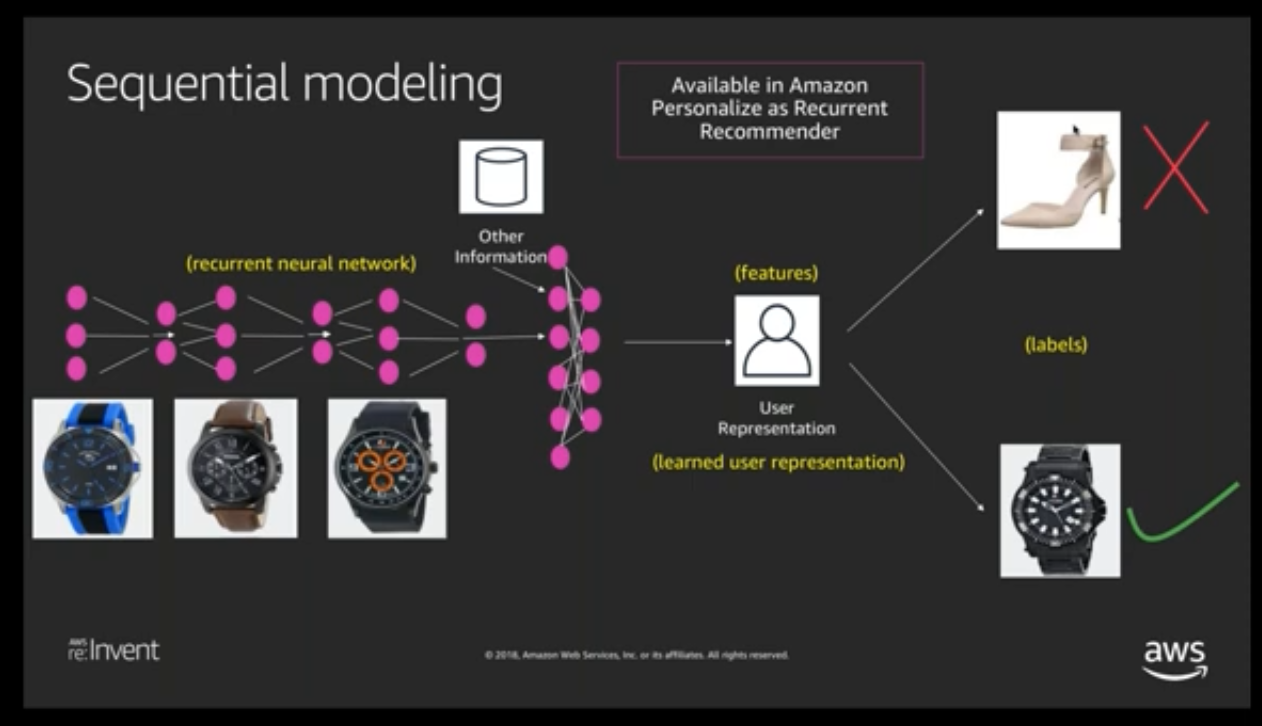 Sequential modeling
Available in Amazon
Personalize as Recurrent
Recommender
Other
Information
(recurrent neural network)
(features)
(labels)
User
Representation
(learned user representation)
AWS
re:Invent
© 2018, Amazon Web Services, Inc. or its affiliates. All rights reserved.
aws